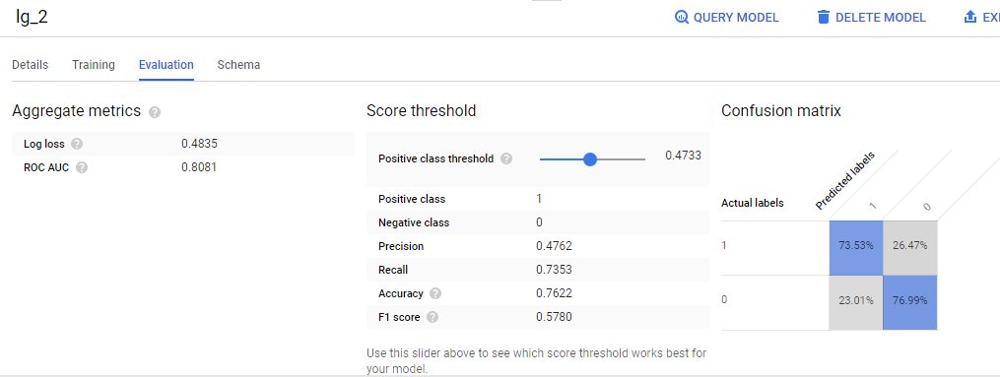 lg_2
QUERY MODEL
DELETE MODEL
Details
Training
Evaluation
Schema
Aggregate metrics
Log loss 0.4835
ROC AUC 0.8081
Score threshold
Positive class threshold 0.4733
Positive class 1
Negative class 0
Precision 0.4762
Recall 0.7353
Accuracy 0.7622
F1 score 0.5780
Use this slider above to see which score threshold works best for
your model.
Confusion matrix
Predicted labels
Actual labels
1 0
1 73.53% 26.47%
0 23.01% 76.99%